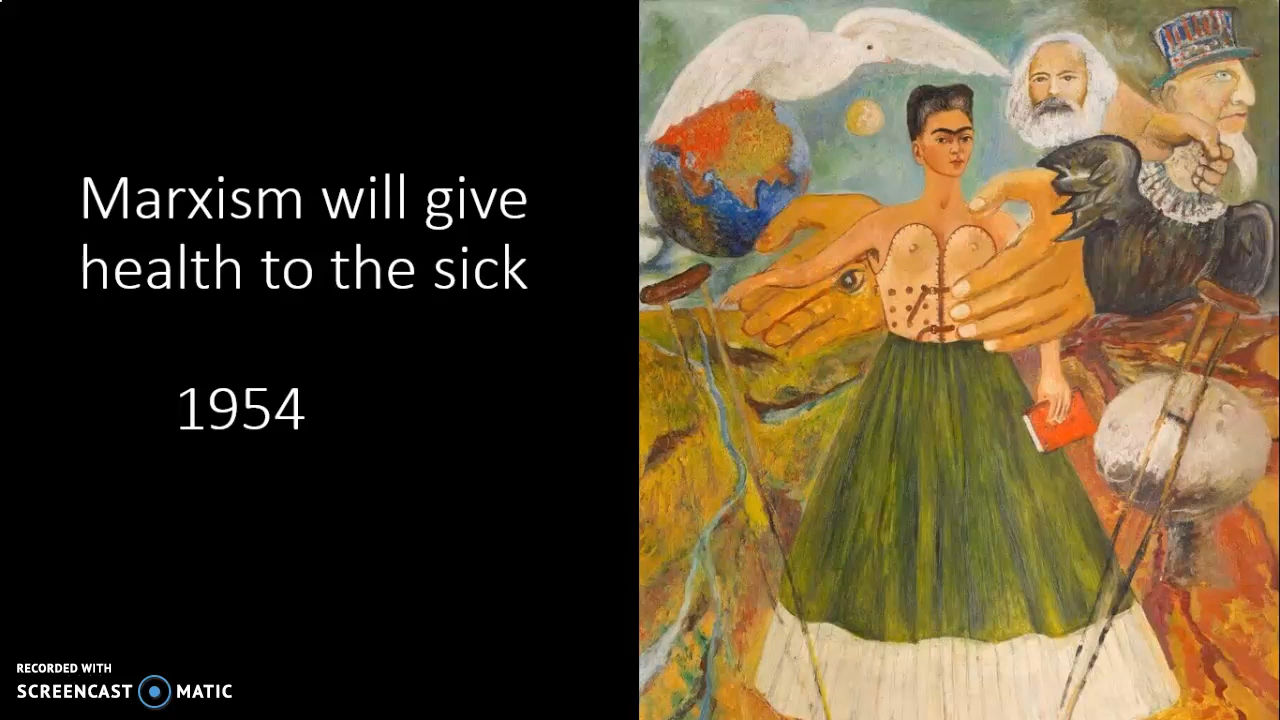 Marxism will give
health to the sick
1954
RECORDED WITH
SCREENCAST MATIC